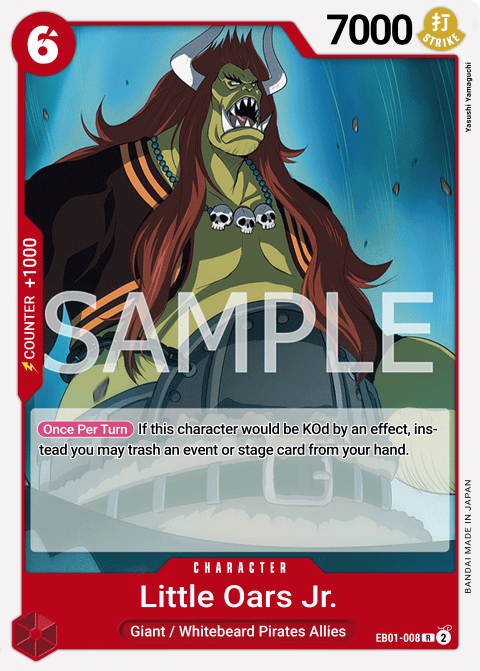 6
7000
打
STRIKE
Yasushi Yamaguchi
COUNTER +1000
SAMPLE
Once Per Turn If this character would be KOd by an effect, ins-
tead you may trash an event or stage card from your hand.
BANDAI MADE IN JAPAN
CHARACTER
Little Oars Jr.
Giant / Whitebeard Pirates Allies
EB01-008 R 2